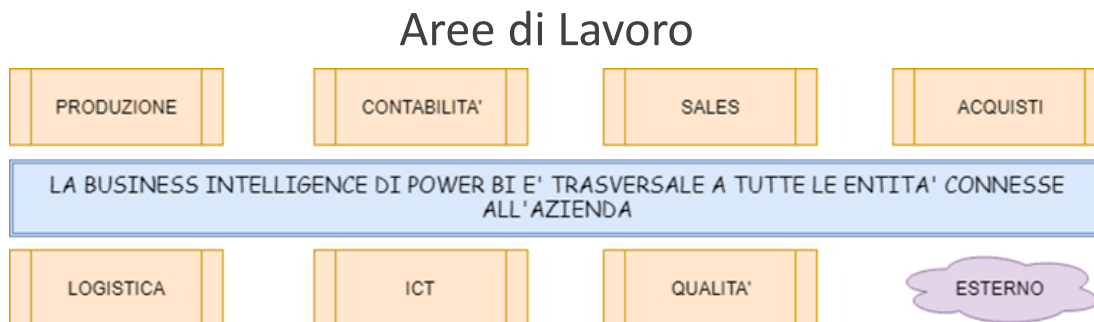 Aree di Lavoro
PRODUZIONE
CONTABILITA'
SALES
ACQUISTI
LA BUSINESS INTELLIGENCE DI POWER BI E' TRASVERSALE A TUTTE LE ENTITA' CONNESSE
ALL'AZIENDA
LOGISTICA
ICT
QUALITA'
ESTERNO